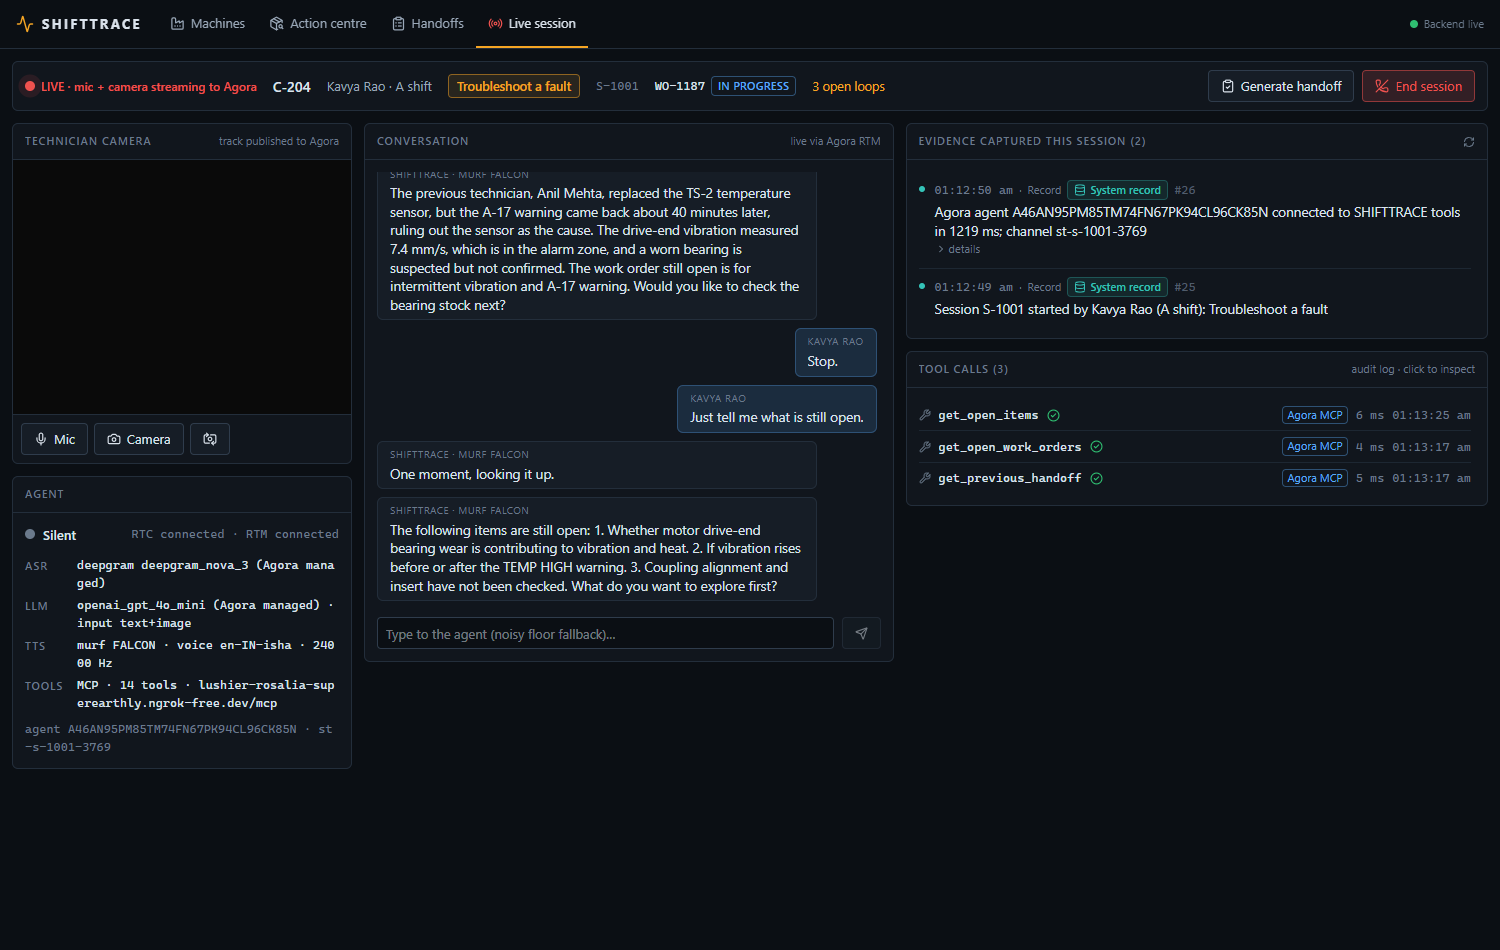 SHIFTTRACE
Machines
Action centre
Handoffs
Live session
Backend live
LIVE · mic + camera streaming to Agora
C-204
Kavya Rao · A shift
Troubleshoot a fault
S-1001
WO-1187
IN PROGRESS
3 open loops
Generate handoff
End session
TECHNICIAN CAMERA
track published to Agora
Mic
Camera
AGENT
Silent
RTC connected · RTM connected
ASR
deepgram deepgram_nova_3 (Agora mana
ged)
LLM
openai_gpt_4o_mini (Agora managed) ·
input text+image
TTS
murf FALCON · voice en-IN-isha · 240
00 Hz
TOOLS
MCP · 14 tools · lushier-rosalia-sup
erearthly.ngrok-free.dev/mcp
agent A46AN95PM85TM74FN67PK94CL96CK85N · st
-s-1001-3769
CONVERSATION
live via Agora RTM
SHIFTTRACE · MURF FALCON
The previous technician, Anil Mehta, replaced the TS-2 temperature
sensor, but the A-17 warning came back about 40 minutes later,
ruling out the sensor as the cause. The drive-end vibration measured
7.4 mm/s, which is in the alarm zone, and a worn bearing is
suspected but not confirmed. The work order still open is for
intermittent vibration and A-17 warning. Would you like to check the
bearing stock next?
KAVYA RAO
Stop.
KAVYA RAO
Just tell me what is still open.
SHIFTTRACE · MURF FALCON
One moment, looking it up.
SHIFTTRACE · MURF FALCON
The following items are still open: 1. Whether motor drive-end
bearing wear is contributing to vibration and heat. 2. If vibration rises
before or after the TEMP HIGH warning. 3. Coupling alignment and
insert have not been checked. What do you want to explore first?
Type to the agent (noisy floor fallback)...
EVIDENCE CAPTURED THIS SESSION (2)
01:12:50 am · Record
System record
#26
Agora agent A46AN95PM85TM74FN67PK94CL96CK85N connected to SHIFTTRACE tools
in 1219 ms; channel st-s-1001-3769
details
01:12:49 am · Record
System record
#25
Session S-1001 started by Kavya Rao (A shift): Troubleshoot a fault
TOOL CALLS (3)
audit log · click to inspect
get_open_items
Agora MCP
6 ms 01:13:25 am
get_open_work_orders
Agora MCP
4 ms 01:13:17 am
get_previous_handoff
Agora MCP
5 ms 01:13:17 am